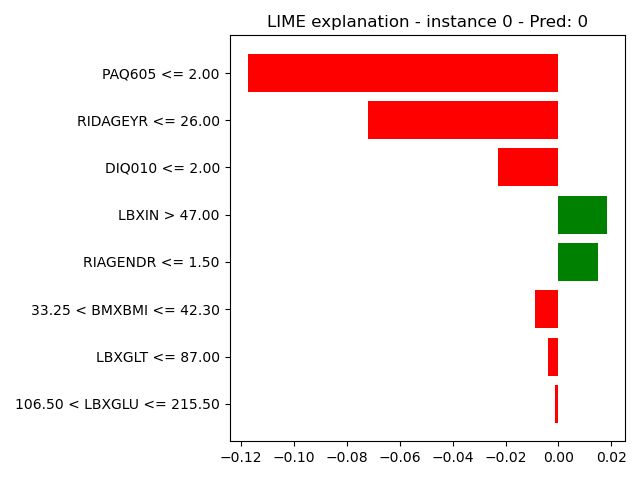 LIME explanation - instance 0 - Pred: 0
PAQ605 <= 2.00
RIDAGEYR <= 26.00
DIQ010 <= 2.00
LBXIN > 47.00
RIAGENDR <= 1.50
33.25 < BMXBMI <= 42.30
LBXGLT <= 87.00
106.50 < LBXGLU <= 215.50
−0.12 −0.10 −0.08 −0.06 −0.04 −0.02 0.00 0.02